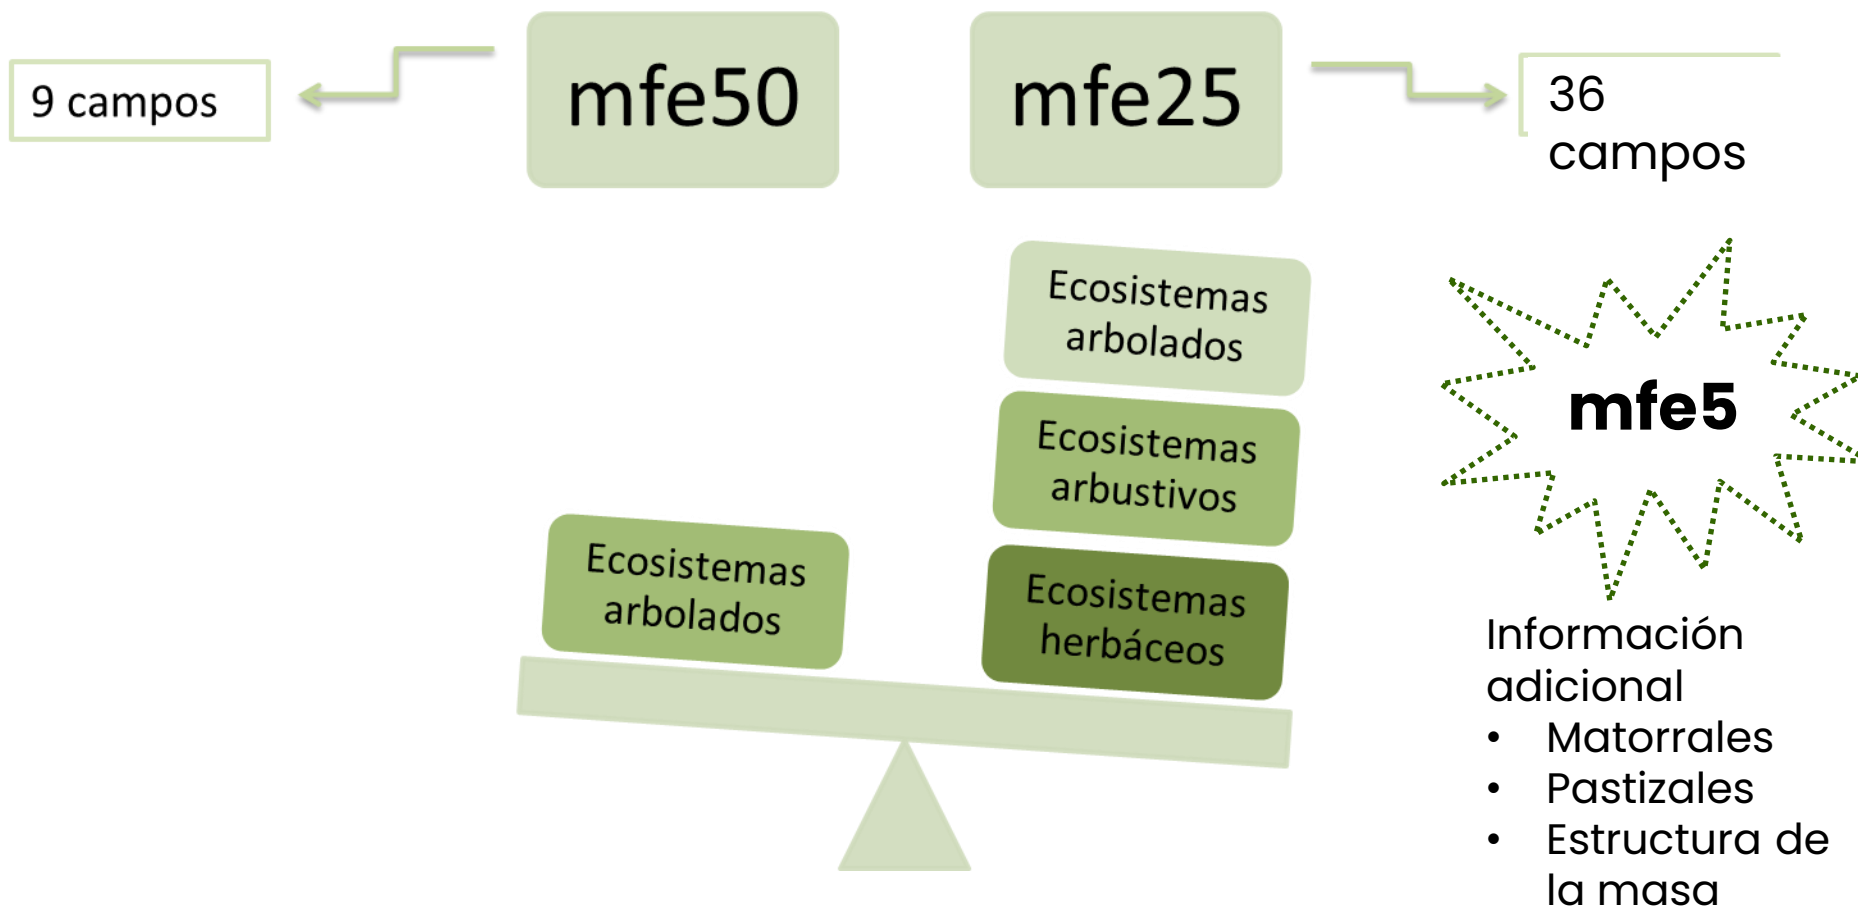 9 campos
mfe50
mfe25
36
campos
Ecosistemas
arbolados
Ecosistemas
arbolados
Ecosistemas
arbustivos
Ecosistemas
herbáceos
mfe5
Información
adicional
• Matorrales
• Pastizales
• Estructura de
la masa